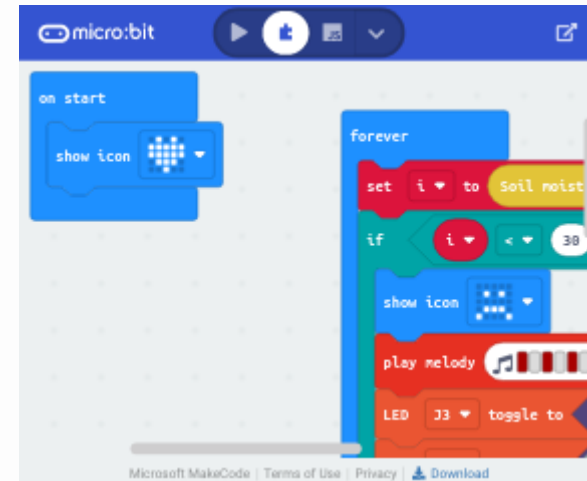 micro:bit
JS
on start
show icon
forever
set i to Soil moist
if i < 30
show icon
play melody
LED J3 toggle to
Microsoft MakeCode | Terms of Use | Privacy | Download